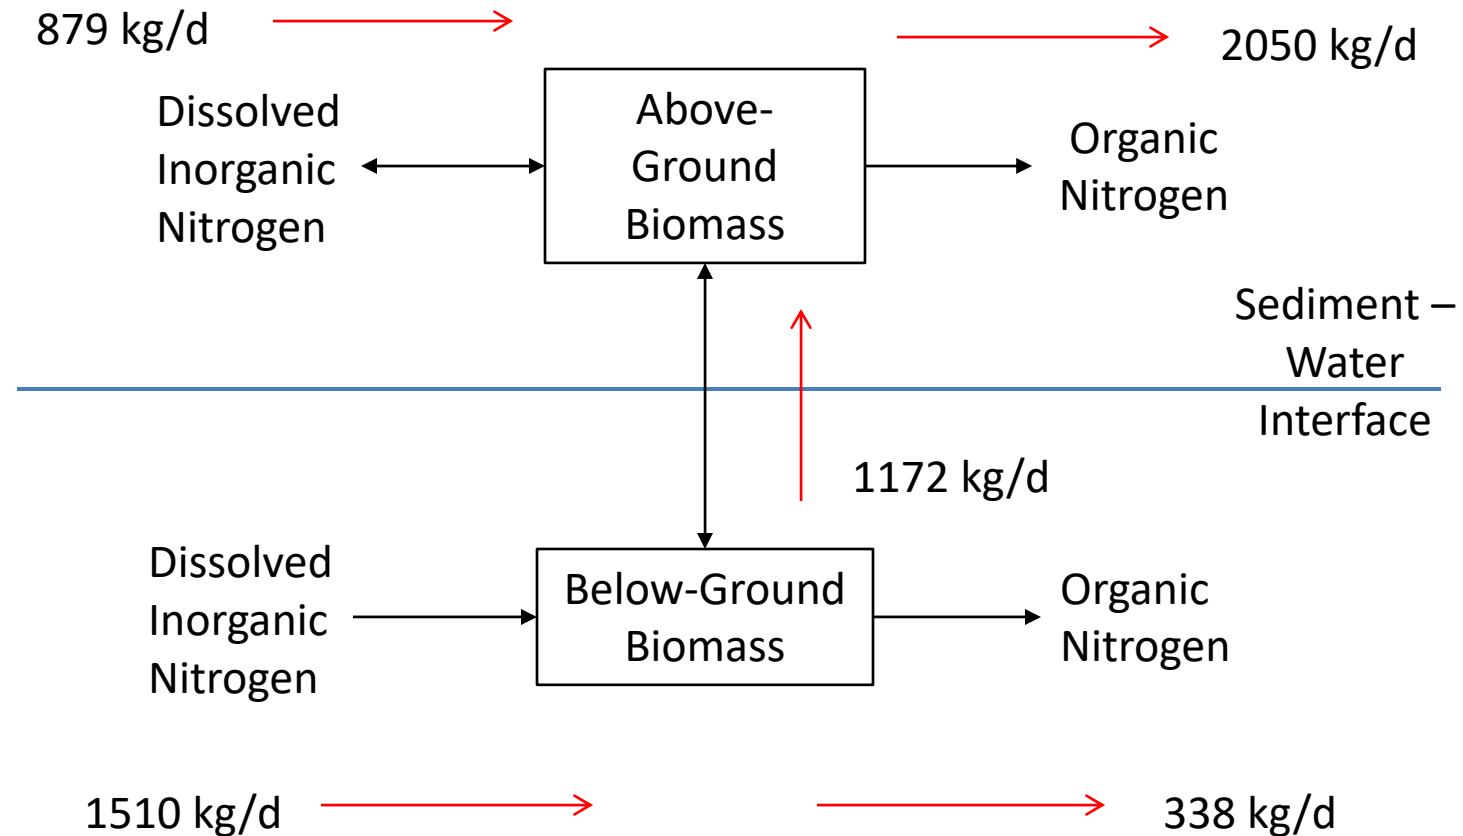 879 kg/d
2050 kg/d
Dissolved
Inorganic
Nitrogen
Above-
Ground
Biomass
Organic
Nitrogen
Sediment –
Water
Interface
1172 kg/d
Dissolved
Inorganic
Nitrogen
Below-Ground
Biomass
Organic
Nitrogen
1510 kg/d
338 kg/d